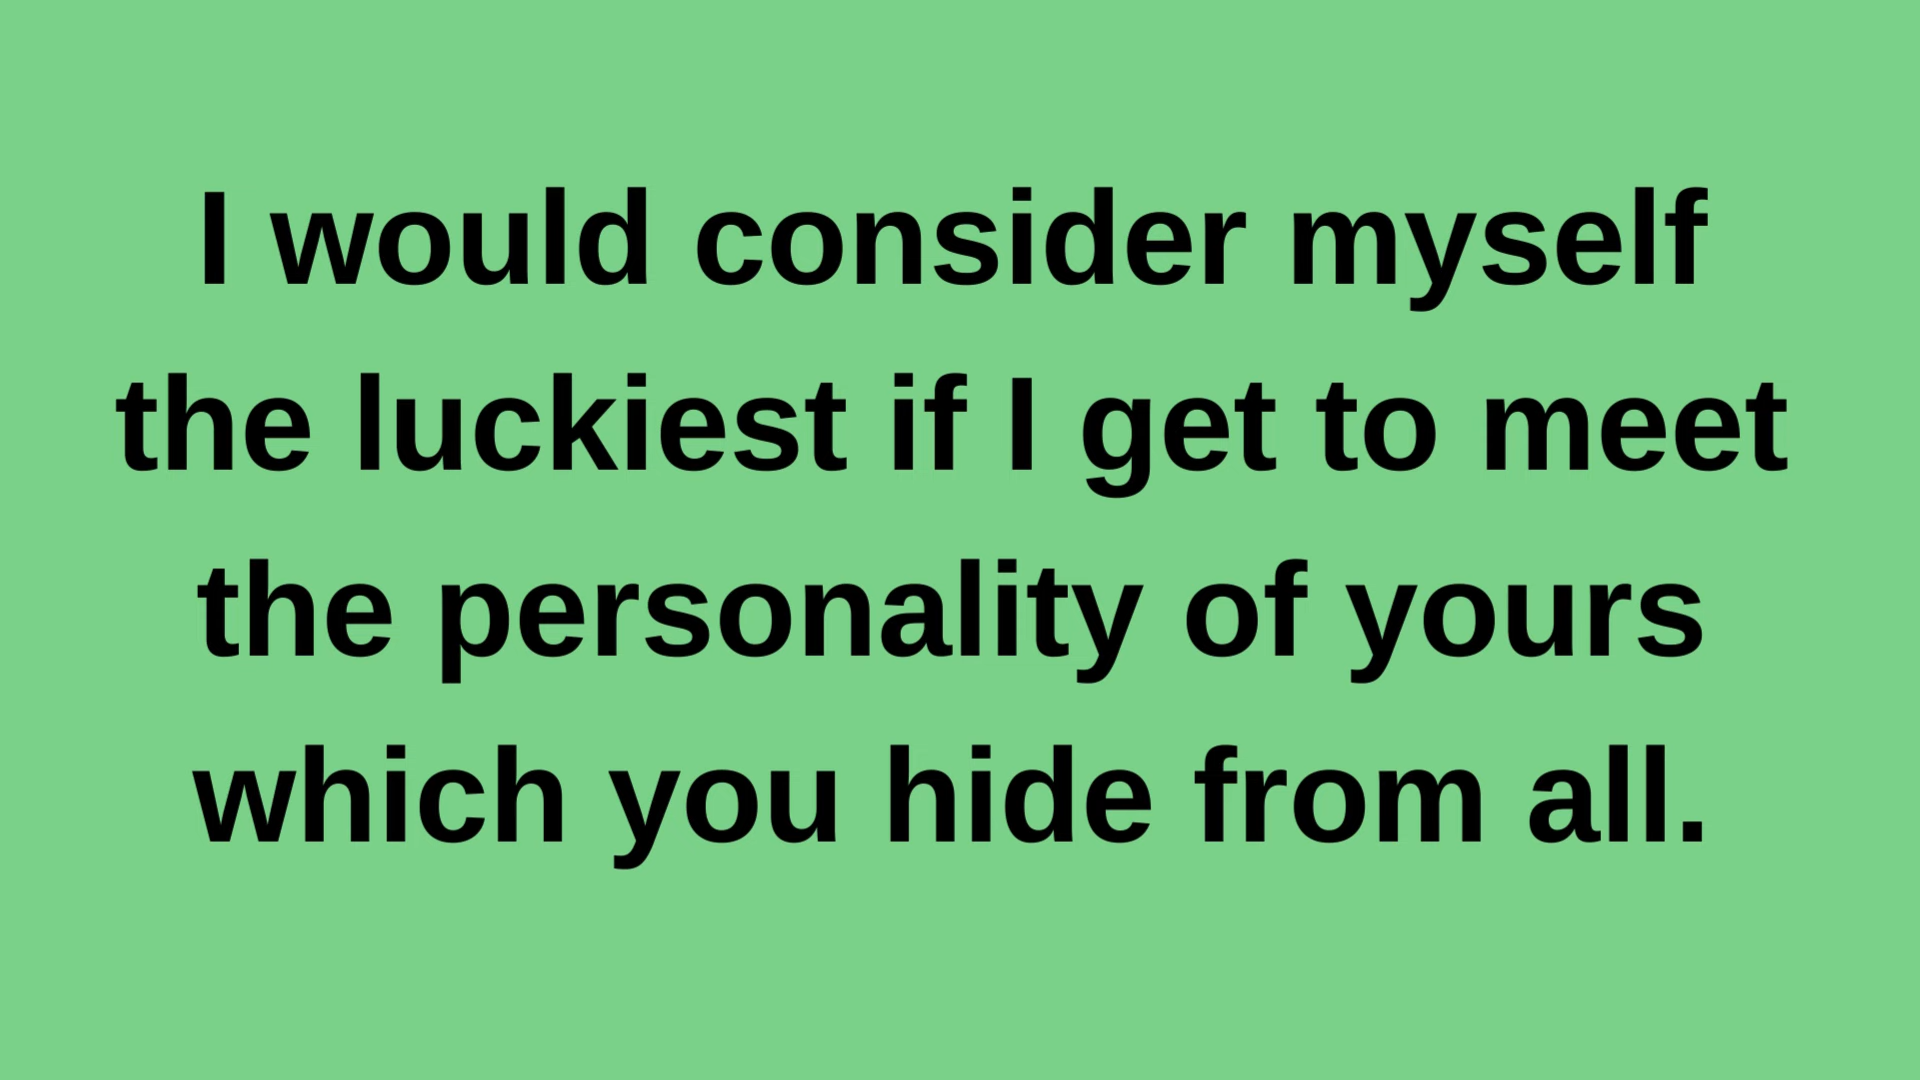 I would consider myself
the luckiest if I get to meet
the personality of yours
which you hide from all.